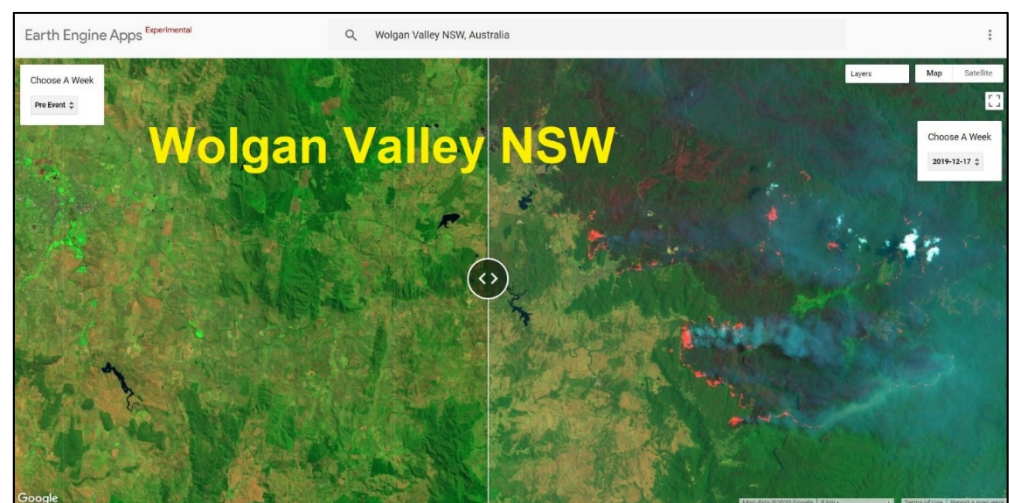 Earth Engine Apps Experimental
Wolgan Valley NSW, Australia
Choose A Week
Pre Event
Layers
Map Satellite
Choose A Week
2019-12-17
Wolgan Valley NSW
Google